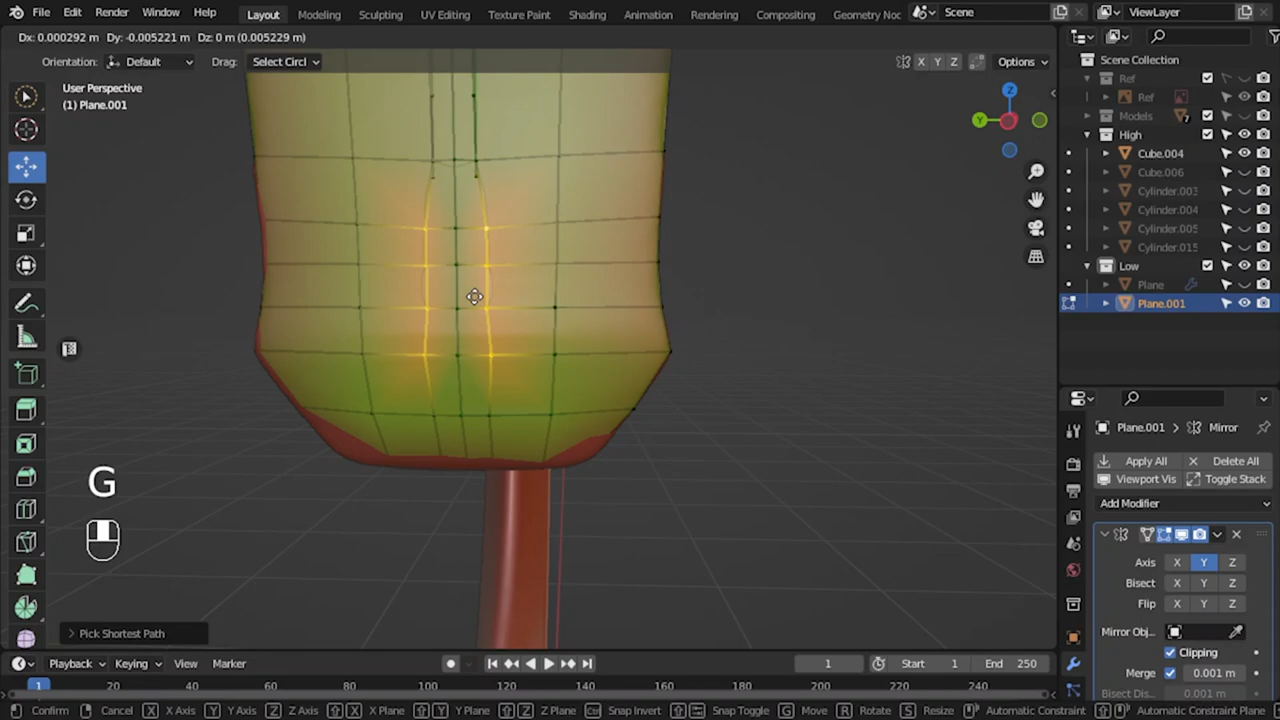 File Edit Render Window Help Layout Modeling Sculpting UV Editing Texture Paint Shading Animation Rendering Compositing Geometry Noc Scene ViewLayer
Dx: 0.000292 m Dy: -0.005221 m Dz: 0 m (0.005229 m)
Orientation: Default Drag: Select Circl X Y Z Options
User Perspective
(1) Plane.001
Z
Y
G
Pick Shortest Path
Scene Collection
Ref
Ref
Models
High
Cube.004
Cube.006
Cylinder.003
Cylinder.004
Cylinder.005
Cylinder.015
Low
Plane
Plane.001
Plane.001 > Mirror
Apply All Delete All
Viewport Vis Toggle Stack
Add Modifier
Axis X Y Z
Bisect X Y Z
Flip X Y Z
Mirror Obj...
Clipping
Merge 0.001 m
Bisect Dis... 0.001 m
Playback Keying View Marker 1 Start 1 End 250
1 20 40 60 80 100 120 140 160 180 200 220 240
Confirm Cancel X X Axis Y Y Axis Z Z Axis X X Plane Y Y Plane Z Z Plane Ctrl Snap Invert Snap Toggle G Move R Rotate S Resize Automatic Constraint Automatic Constraint Plane